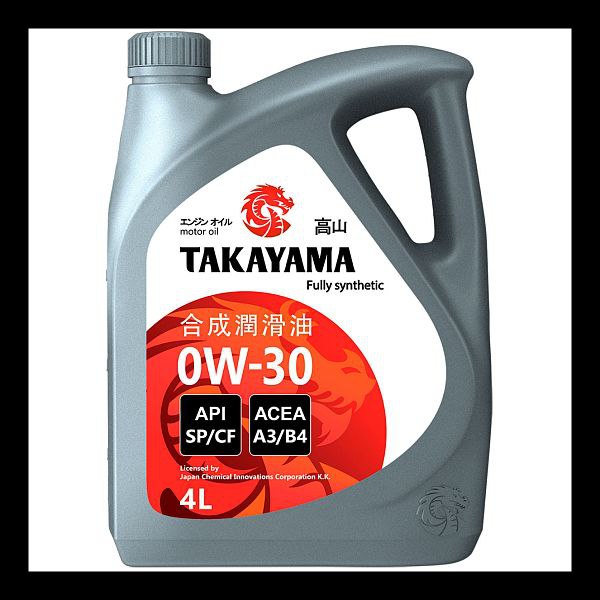 エンジン オイル
motor oil
高山
TAKAYAMA
Fully synthetic
合成潤滑油
0W-30
API
SP/CF
ACEA
A3/B4
Licensed by
Japan Chemical Innovations Corporation K.K.
4L